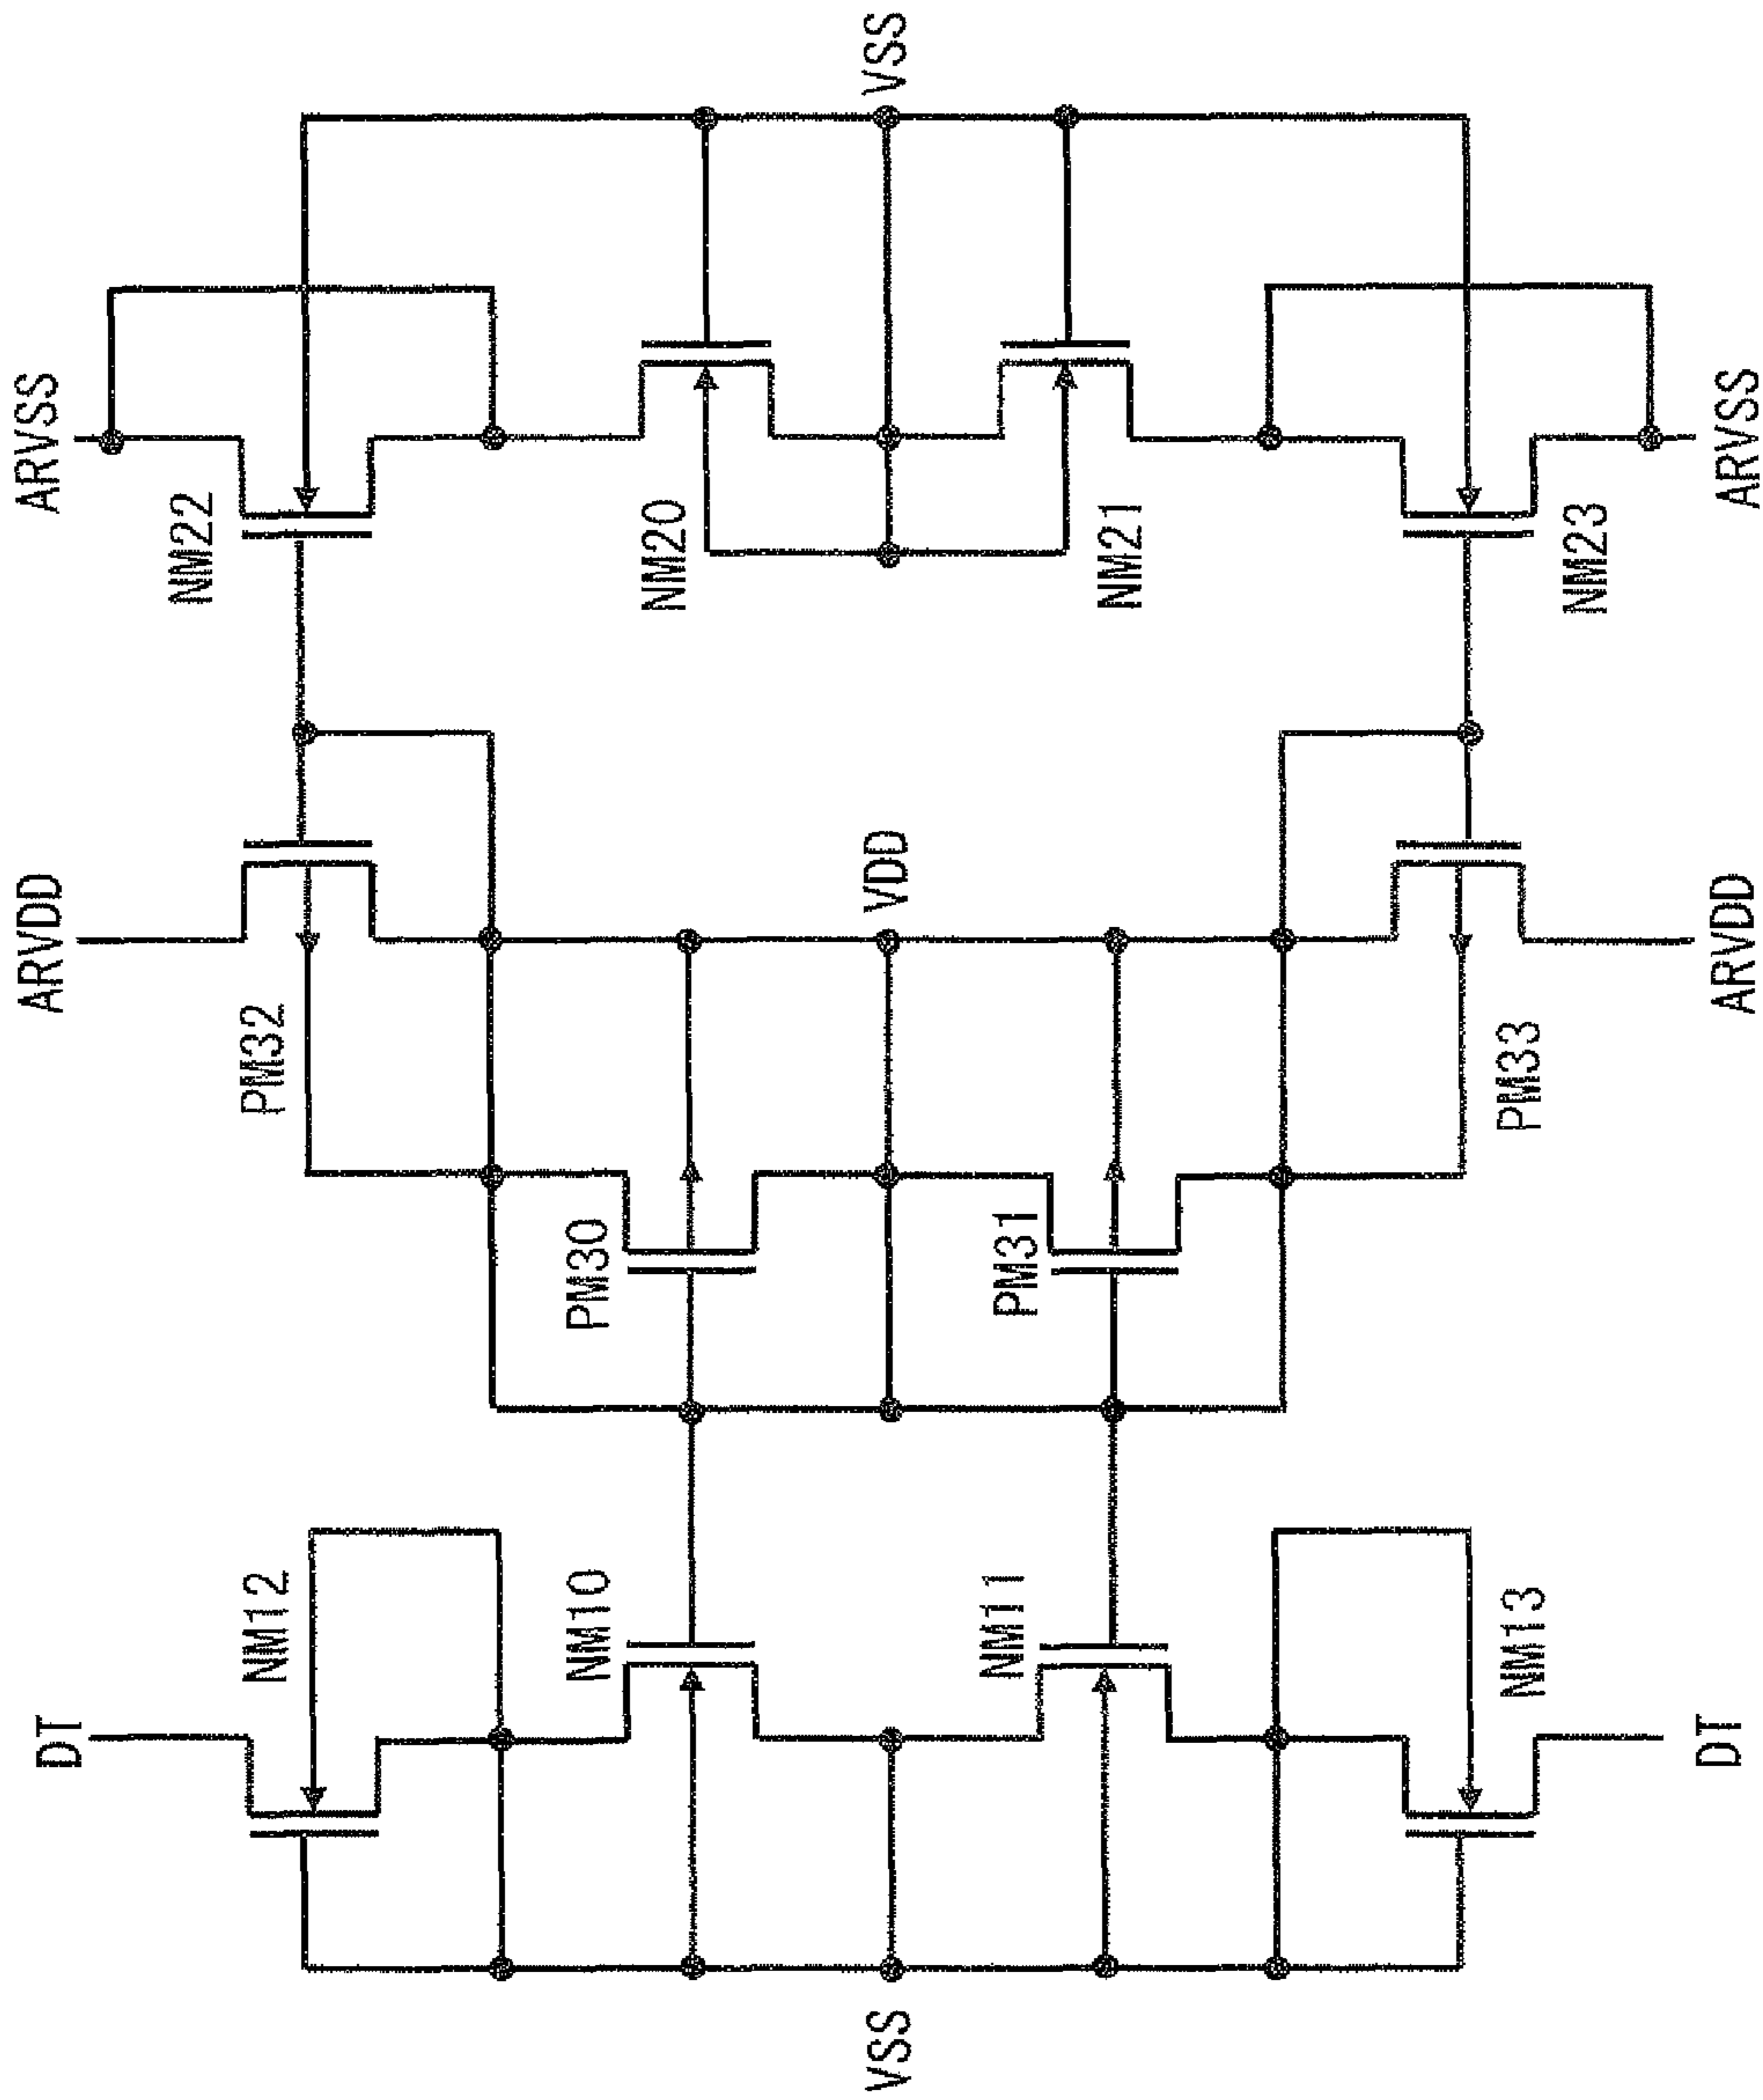 VSS
ARVSS
NM22
NM20
NM21
NM23
ARVSS
ARVDD
PM32
VDD
PM33
ARVDD
PM30
PM31
DT
NM12
NM10
NM11
NM13
DT
VSS